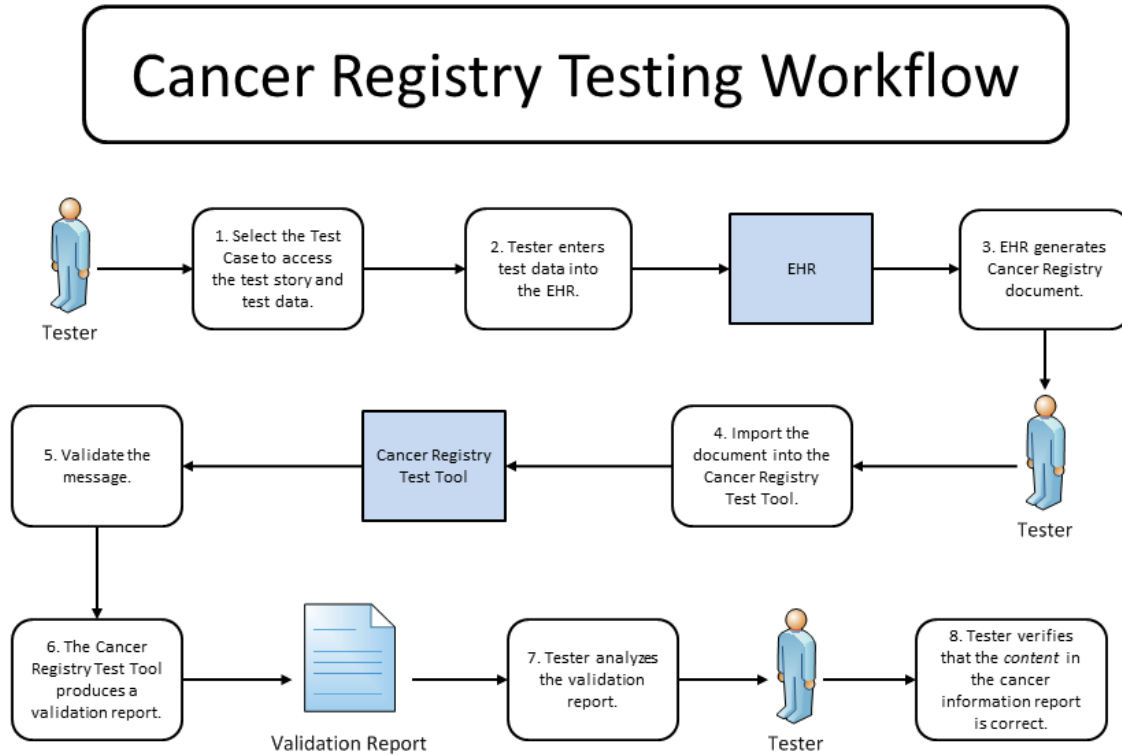 Cancer Registry Testing Workflow
1. Select the Test
Case to access
the test story and
test data.
2. Tester enters
test data into
the EHR.
EHR
3. EHR generates
Cancer Registry
document.
Tester
5. Validate the
message.
Cancer Registry
Test Tool
4. Import the
document into the
Cancer Registry
Test Tool.
Tester
6. The Cancer
Registry Test Tool
produces a
validation report.
Validation Report
7. Tester analyzes
the validation
report.
Tester
8. Tester verifies
that the content in
the cancer
information report
is correct.